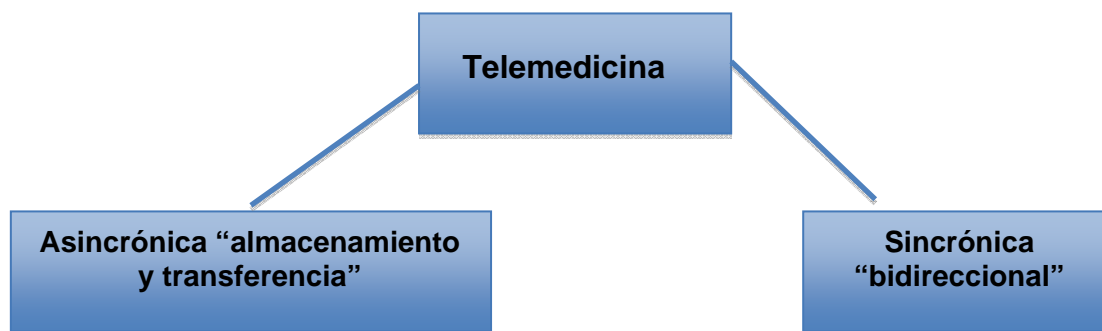 Telemedicina
Asincrónica “almacenamiento
y transferencia”
Sincrónica
“bidireccional”